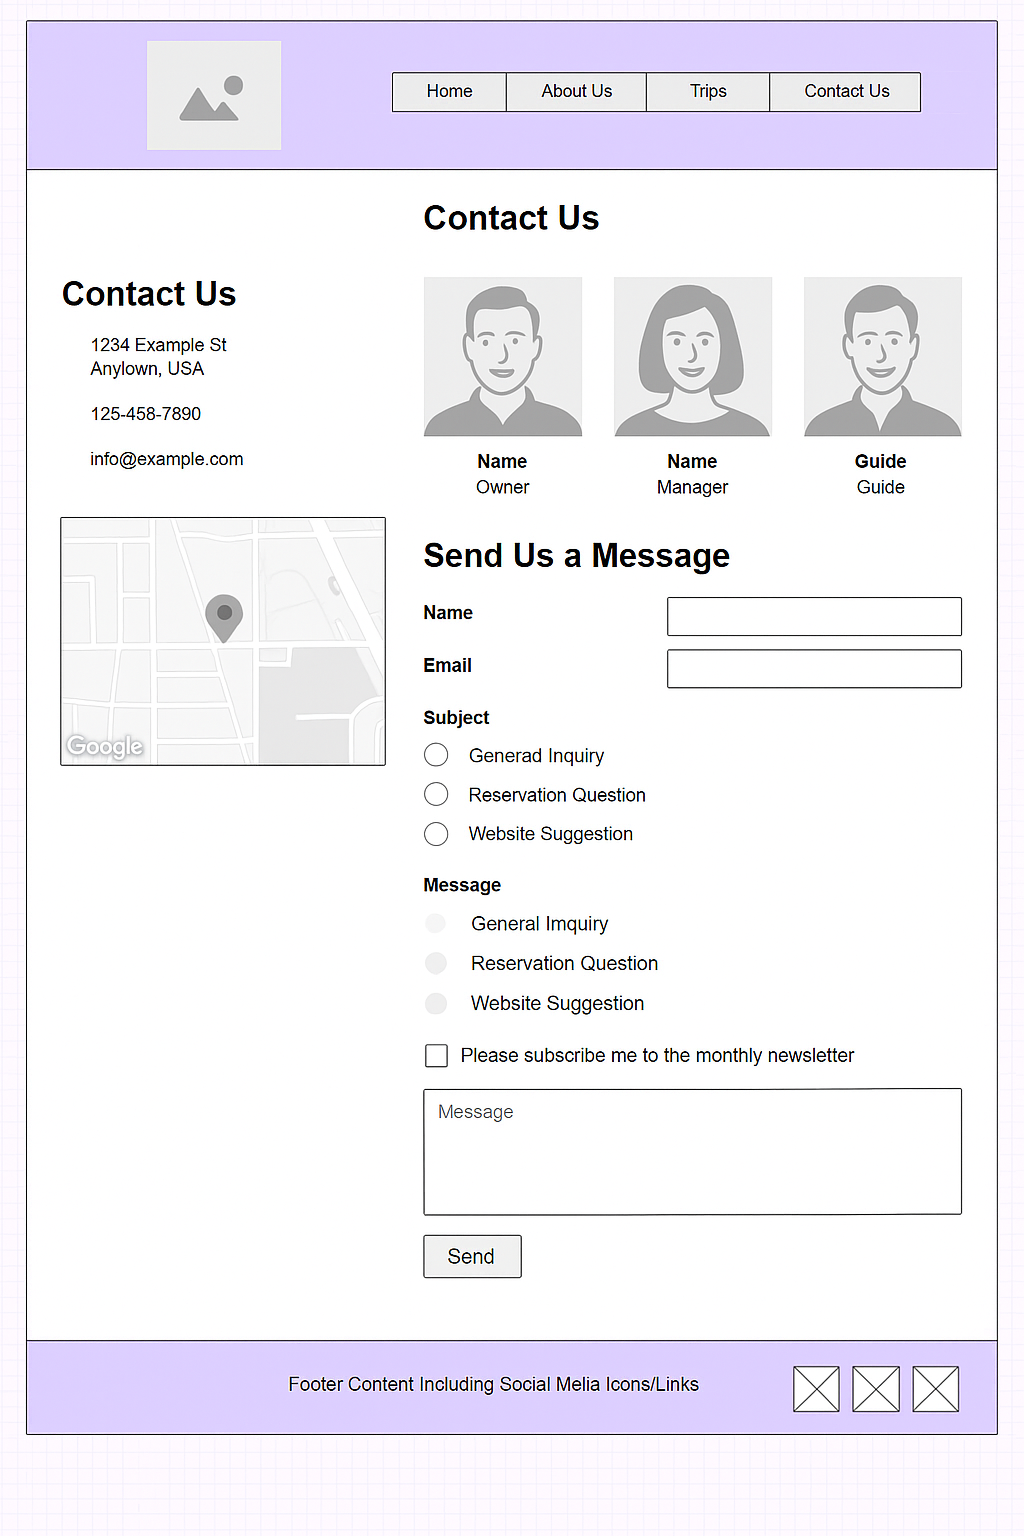 Home
About Us
Trips
Contact Us
Contact Us
1234 Example St
Anylown, USA
125-458-7890
info@example.com
Google
Contact Us
Name
Owner
Name
Manager
Guide
Guide
Send Us a Message
Name
Email
Subject
Generad Inquiry
Reservation Question
Website Suggestion
Message
General Imquiry
Reservation Question
Website Suggestion
Please subscribe me to the monthly newsletter
Message
Send
Footer Content Including Social Melia Icons/Links